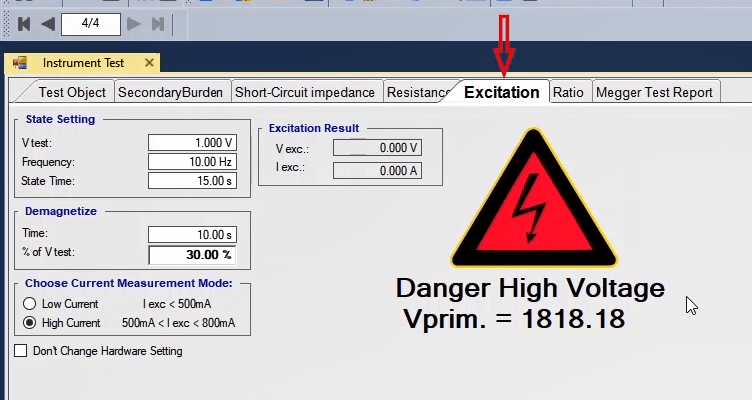 4/4
Instrument Test
Test Object SecondaryBurden Short-Circuit impedance Resistanc Excitation Ratio Megger Test Report
State Setting
V test: 1.000 V
Frequency: 10.00 Hz
State Time: 15.00 s
Excitation Result
V exc.: 0.000 V
I exc.: 0.000 A
Demagnetize
Time: 10.00 s
% of V test: 30.00 %
Choose Current Measurement Mode:
Low Current I exc < 500mA
High Current 500mA < I exc < 800mA
Don't Change Hardware Setting
Danger High Voltage
Vprim. = 1818.18